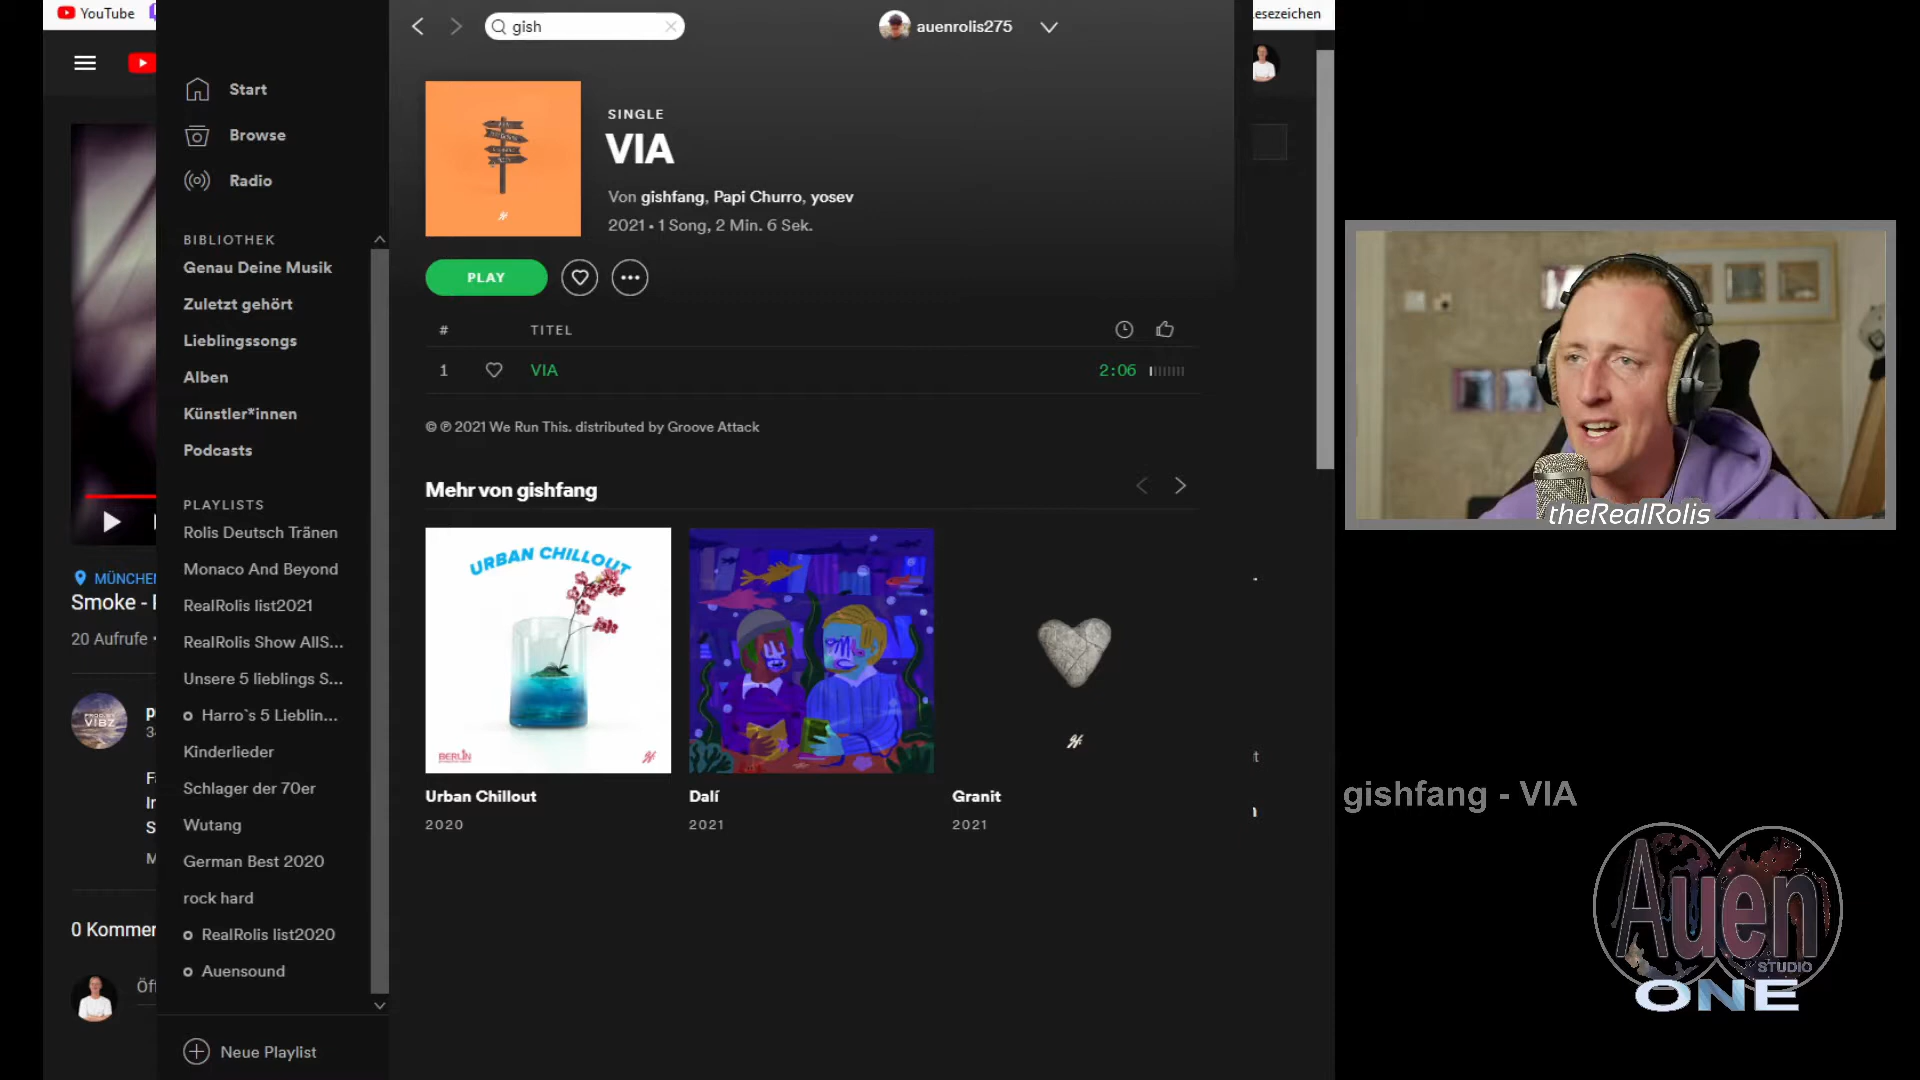 YouTube
MÜNCHEN
Smoke -
20 Aufrufe •
PROD.BY
VIBZ
0 Kommen
Öff
Start
Browse
Radio
BIBLIOTHEK
Genau Deine Musik
Zuletzt gehört
Lieblingssongs
Alben
Künstler*innen
Podcasts
PLAYLISTS
Rolis Deutsch Tränen
Monaco And Beyond
RealRolis list2021
RealRolis Show AllS...
Unsere 5 lieblings S...
Harro`s 5 Lieblin...
Kinderlieder
Schlager der 70er
Wutang
German Best 2020
rock hard
RealRolis list2020
Auensound
Neue Playlist
gish
auenrolis275
SINGLE
VIA
Von gishfang, Papi Churro, yosev
2021 • 1 Song, 2 Min. 6 Sek.
PLAY
# TITEL
1 VIA 2:06
© ℗ 2021 We Run This. distributed by Groove Attack
Mehr von gishfang
URBAN CHILLOUT
BERLIN
Urban Chillout
2020
Dalí
2021
Granit
2021
esezeichen
theRealRolis
gishfang - VIA
Auen
STUDIO
ONE